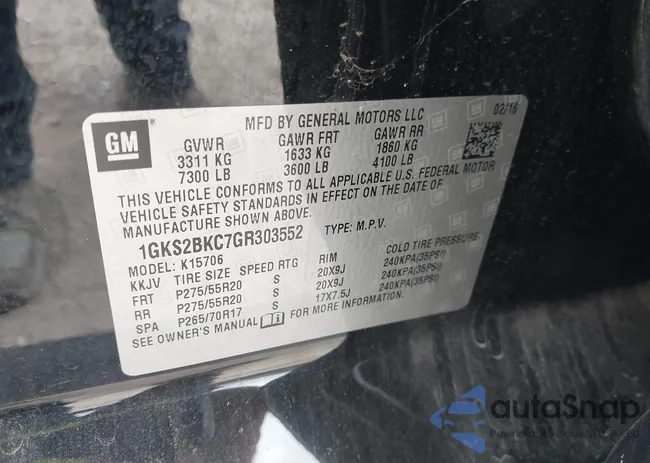 GM
MFD BY GENERAL MOTORS LLC
02/16
GVWR GAWR FRT GAWR RR
3311 KG 1633 KG 1860 KG
7300 LB 3600 LB 4100 LB
THIS VEHICLE CONFORMS TO ALL APPLICABLE U.S. FEDERAL MOTOR
VEHICLE SAFETY STANDARDS IN EFFECT ON THE DATE OF
MANUFACTURE SHOWN ABOVE.
1GKS2BKC7GR303552 TYPE: M.P.V.
MODEL: K15706
KKJV TIRE SIZE SPEED RTG RIM COLD TIRE PRESSURE
FRT P275/55R20 S 20X9J 240KPA(35PSI)
RR P275/55R20 S 20X9J 240KPA(35PSI)
SPA P265/70R17 S 17X7.5J 240KPA(35PSI)
SEE OWNER'S MANUAL FOR MORE INFORMATION.
autoSnap